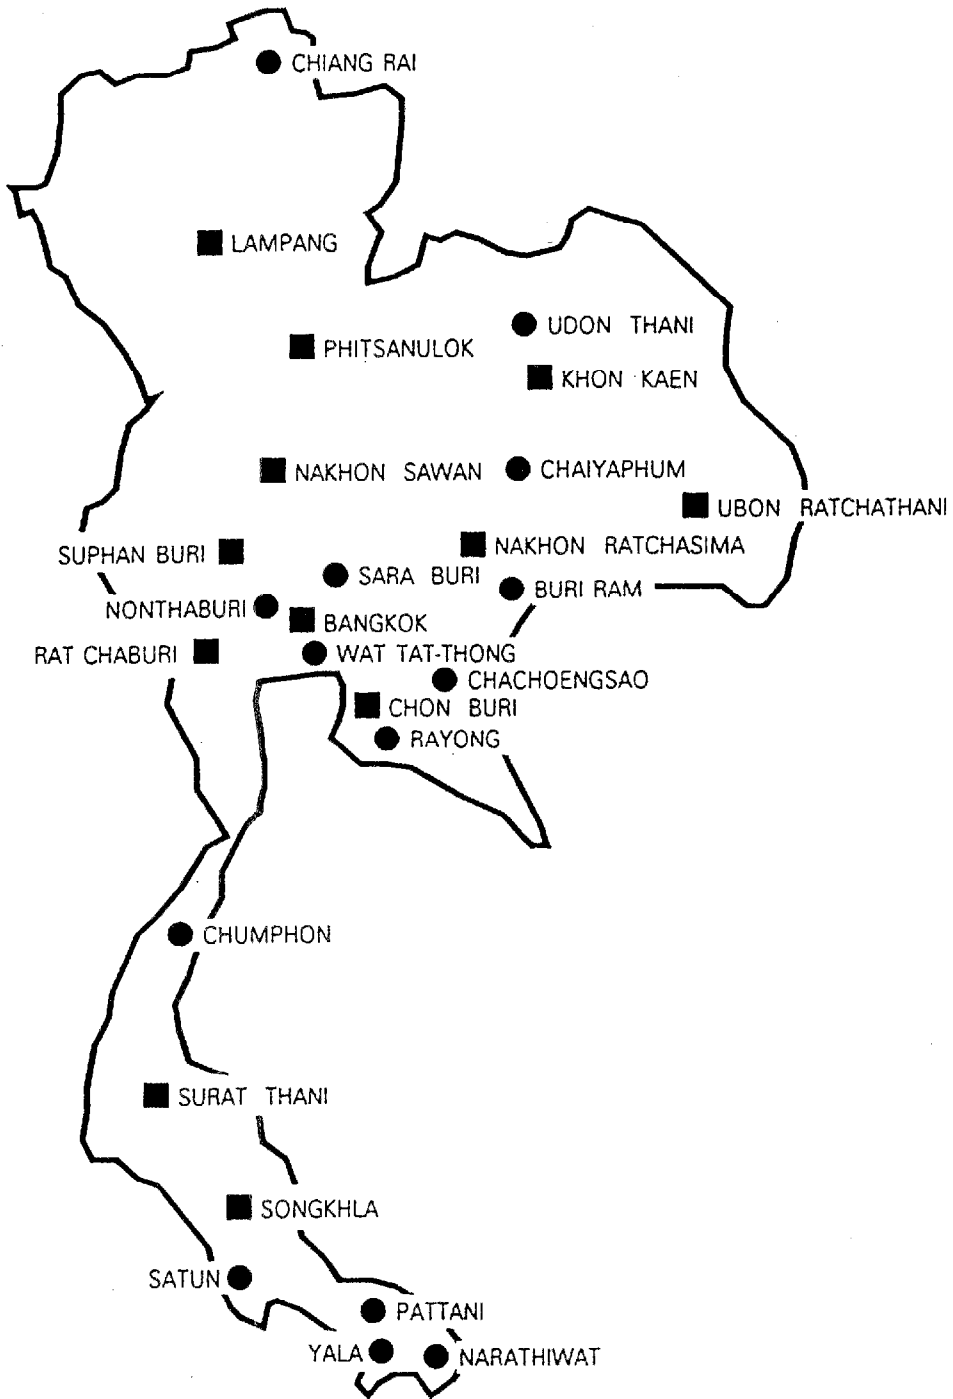 CHIANG RAI
LAMPANG
UDON THANI
PHITSANULOK
KHON KAEN
NAKHON SAWAN
CHAIYAPHUM
UBON RATCHATHANI
SUPHAN BURI
NAKHON RATCHASIMA
SARA BURI
BURI RAM
NONTHABURI
BANGKOK
RAT CHABURI
WAT TAT-THONG
CHACHOENGSAO
CHON BURI
RAYONG
CHUMPHON
SURAT THANI
SONGKHLA
SATUN
PATTANI
YALA
NARATHIWAT